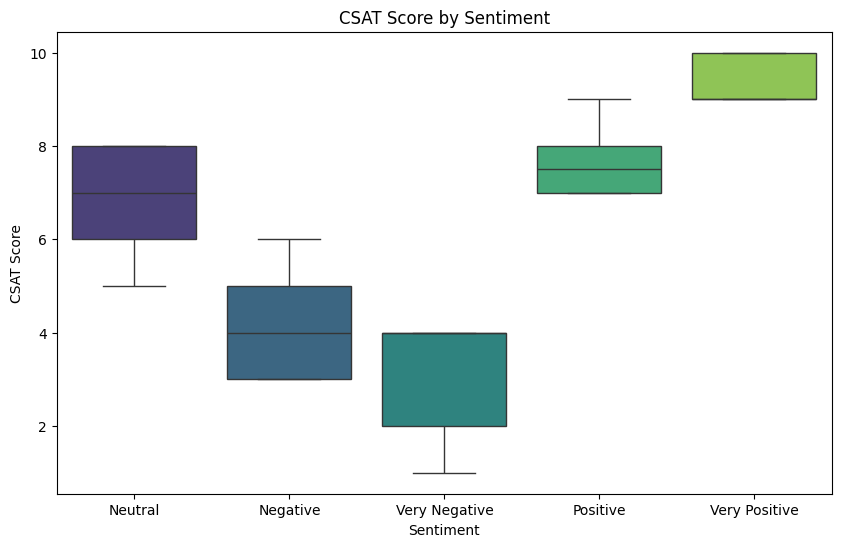 CSAT Score by Sentiment
CSAT Score
10
8
6
4
2
Neutral Negative Very Negative Positive Very Positive
Sentiment